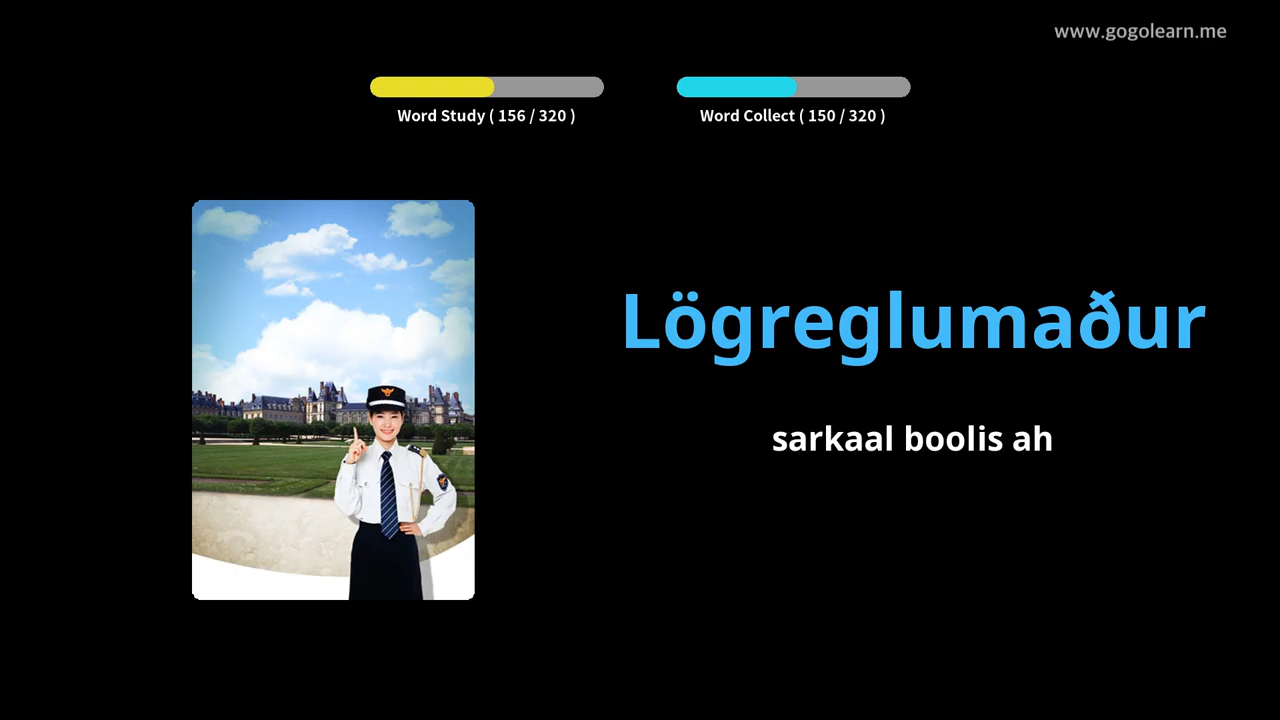 www.gogolearn.me
Word Study ( 156 / 320 )
Word Collect ( 150 / 320 )
Lögreglumaður
sarkaal boolis ah